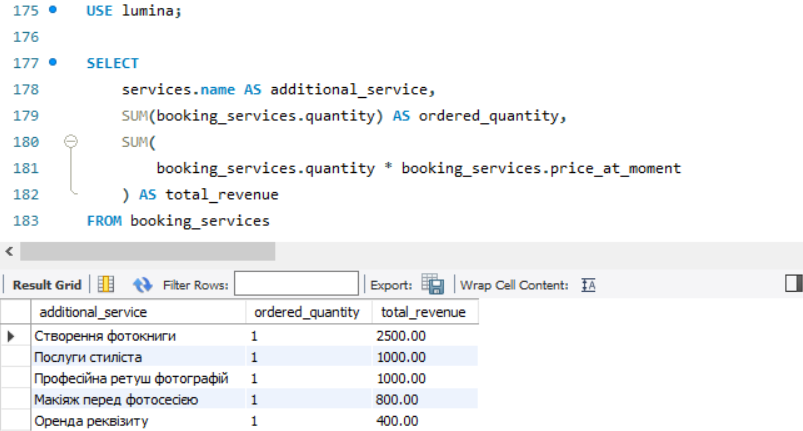 175 USE lumina;
176
177 SELECT
178 services.name AS additional_service,
179 SUM(booking_services.quantity) AS ordered_quantity,
180 SUM(
181 booking_services.quantity * booking_services.price_at_moment
182 ) AS total_revenue
183 FROM booking_services
Result Grid Filter Rows: Export: Wrap Cell Content:
additional_service ordered_quantity total_revenue
Створення фотокниги 1 2500.00
Послуги стиліста 1 1000.00
Професійна ретуш фотографій 1 1000.00
Макіяж перед фотосесією 1 800.00
Оренда реквізиту 1 400.00